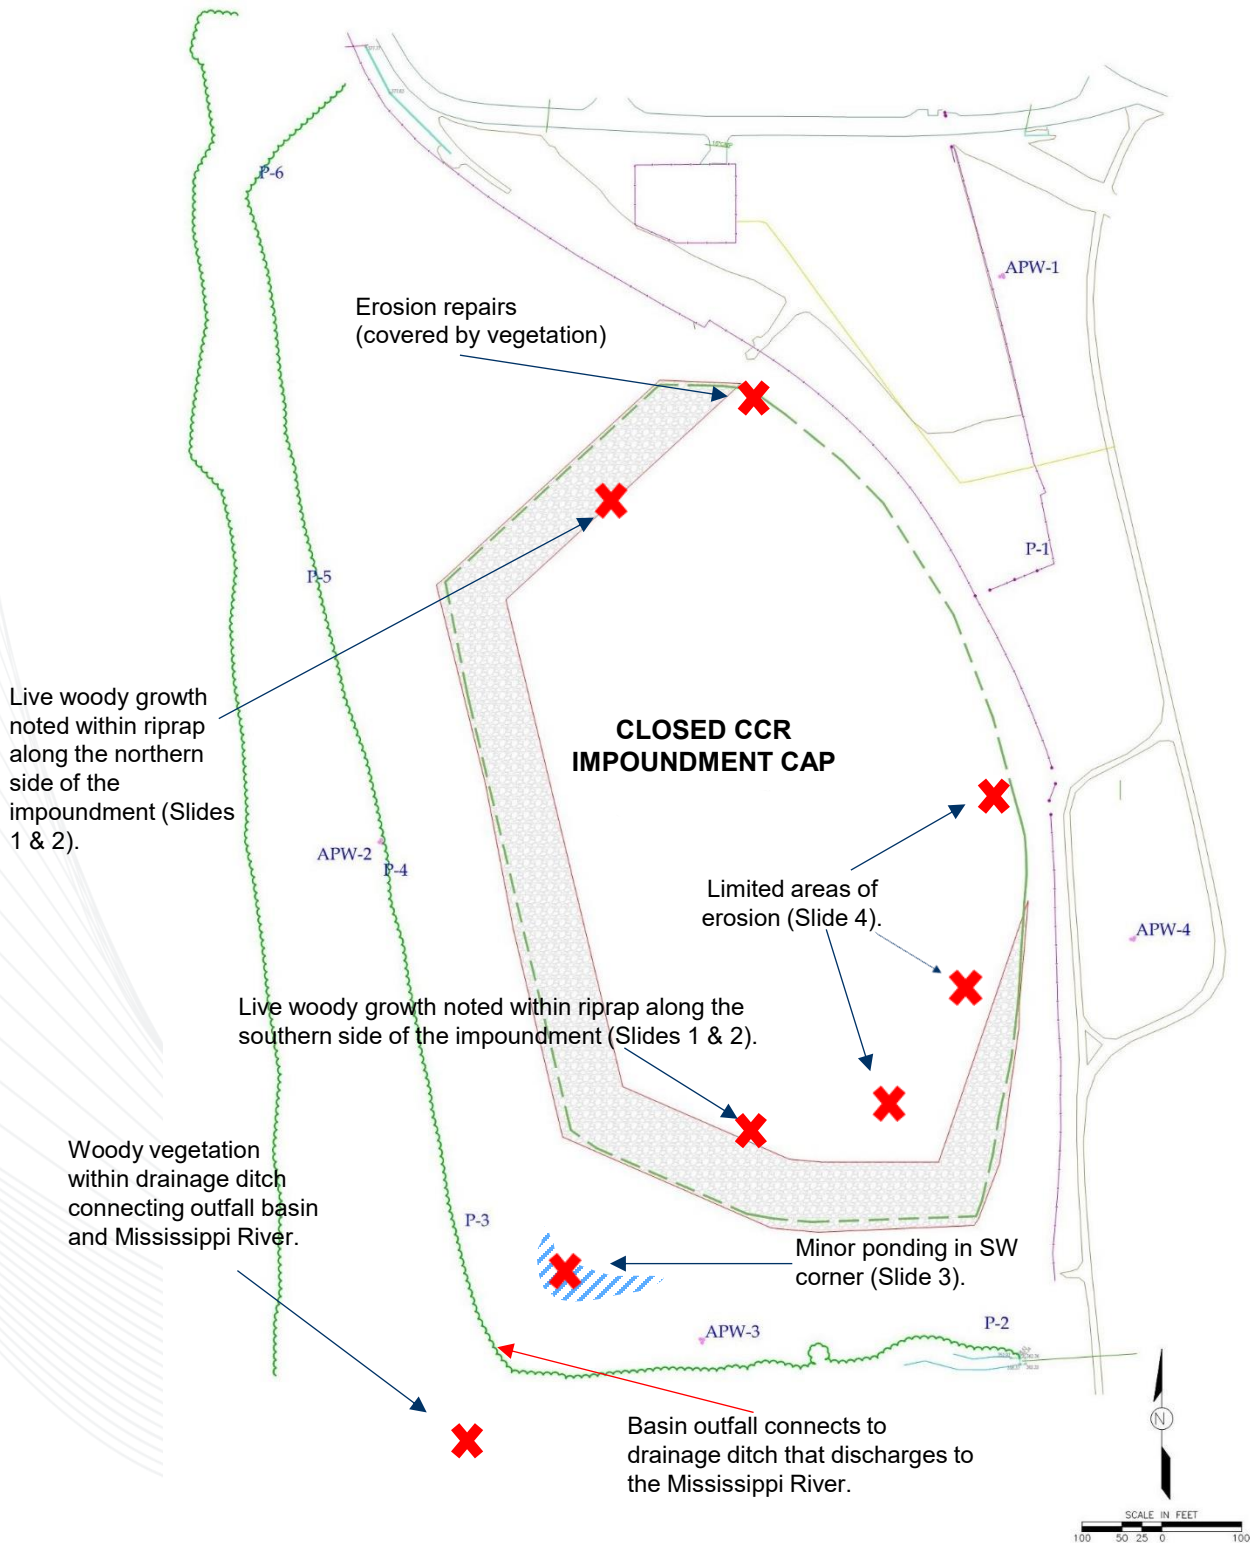 P-6
APW-1
Erosion repairs
(covered by vegetation)
P-1
P-5
Live woody growth
noted within riprap
along the northern
side of the
impoundment (Slides
1 & 2).
CLOSED CCR
IMPOUNDMENT CAP
APW-2
P-4
Limited areas of
erosion (Slide 4).
APW-4
Live woody growth noted within riprap along the
southern side of the impoundment (Slides 1 & 2).
Woody vegetation
within drainage ditch
connecting outfall basin
and Mississippi River.
P-3
Minor ponding in SW
corner (Slide 3).
APW-3
P-2
Basin outfall connects to
drainage ditch that discharges to
the Mississippi River.
N
SCALE IN FEET
100 50 25 0 100